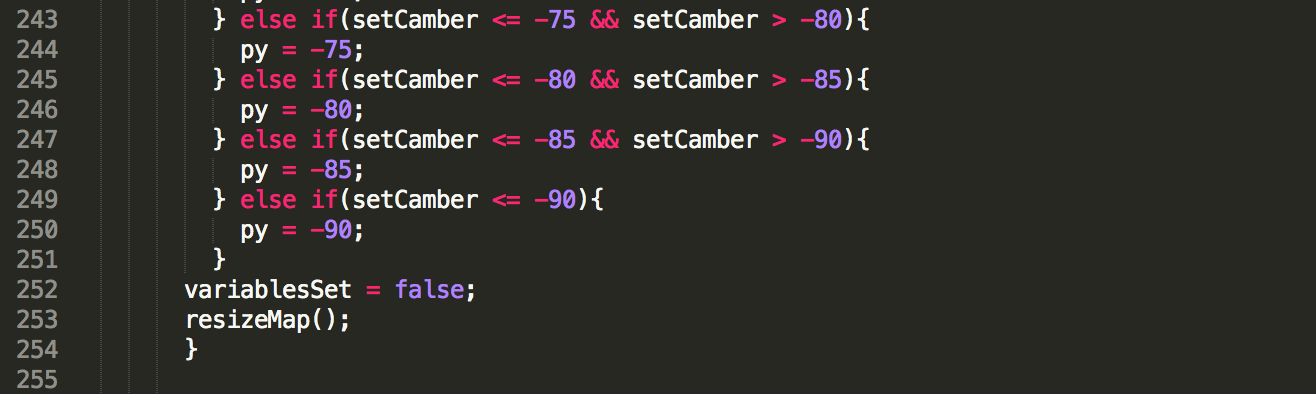 243 } else if(setCamber <= -75 && setCamber > -80){
244 py = -75;
245 } else if(setCamber <= -80 && setCamber > -85){
246 py = -80;
247 } else if(setCamber <= -85 && setCamber > -90){
248 py = -85;
249 } else if(setCamber <= -90){
250 py = -90;
251 }
252 variablesSet = false;
253 resizeMap();
254 }
255